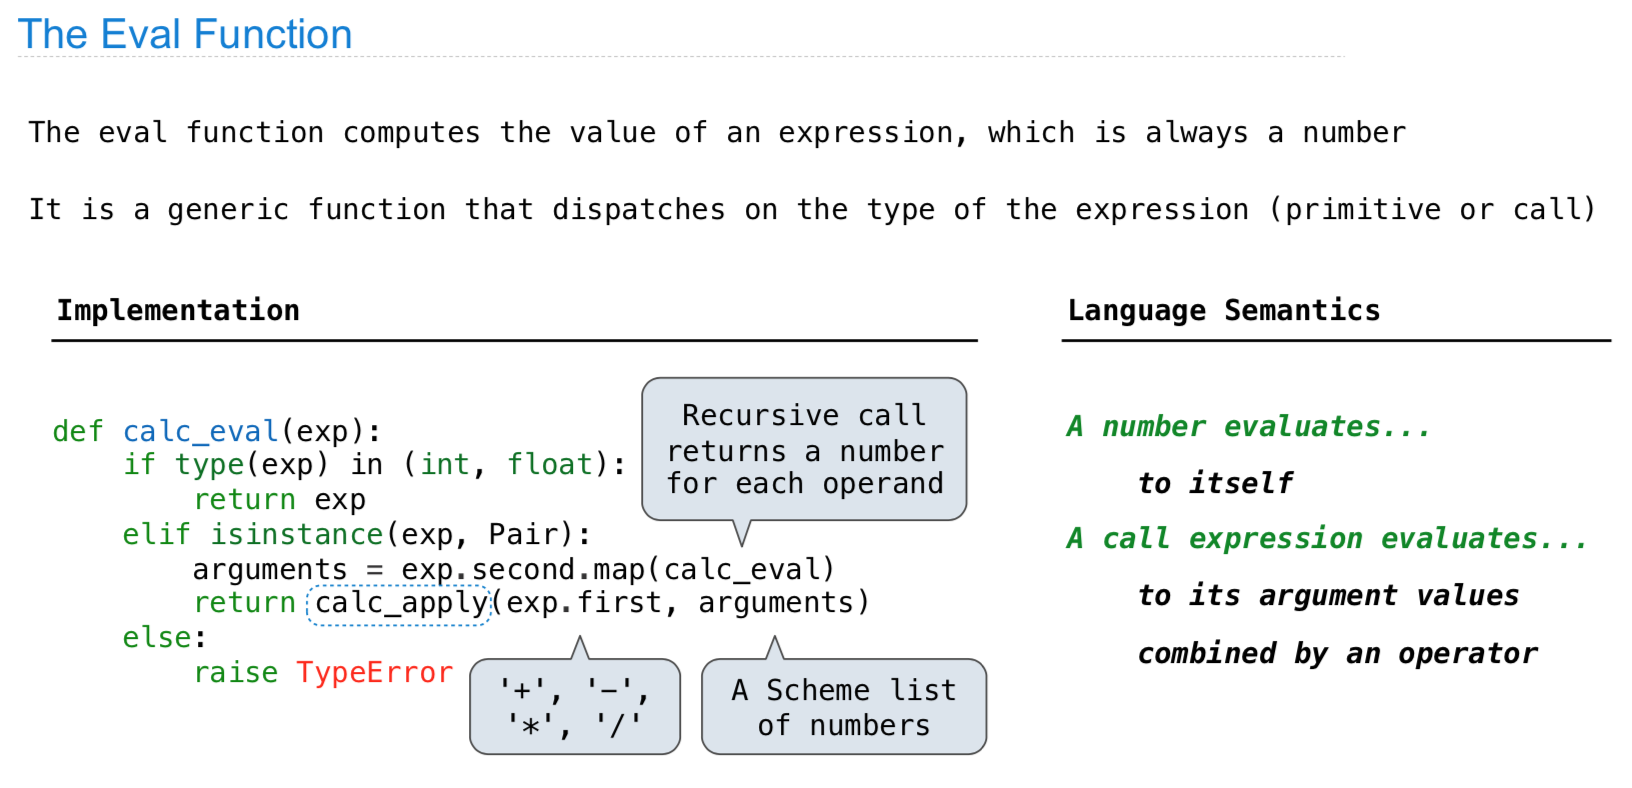 The Eval Function
The eval function computes the value of an expression, which is always a number
It is a generic function that dispatches on the type of the expression (primitive or call)
Implementation
def calc_eval(exp):
    if type(exp) in (int, float):
        return exp
    elif isinstance(exp, Pair):
        arguments = exp.second.map(calc_eval)
        return calc_apply(exp.first, arguments)
    else:
        raise TypeError
Recursive call
returns a number
for each operand
'+', '-',
'*', '/'
A Scheme list
of numbers
Language Semantics
A number evaluates...
to itself
A call expression evaluates...
to its argument values
combined by an operator